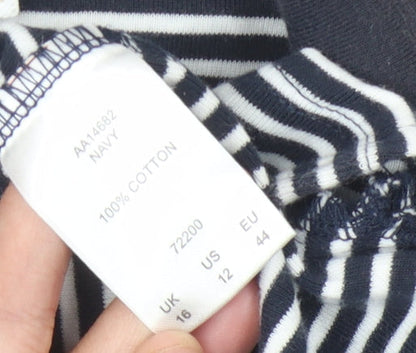 AA14682
NAVY
100% COTTON
72200
UK US EU
16 12 44